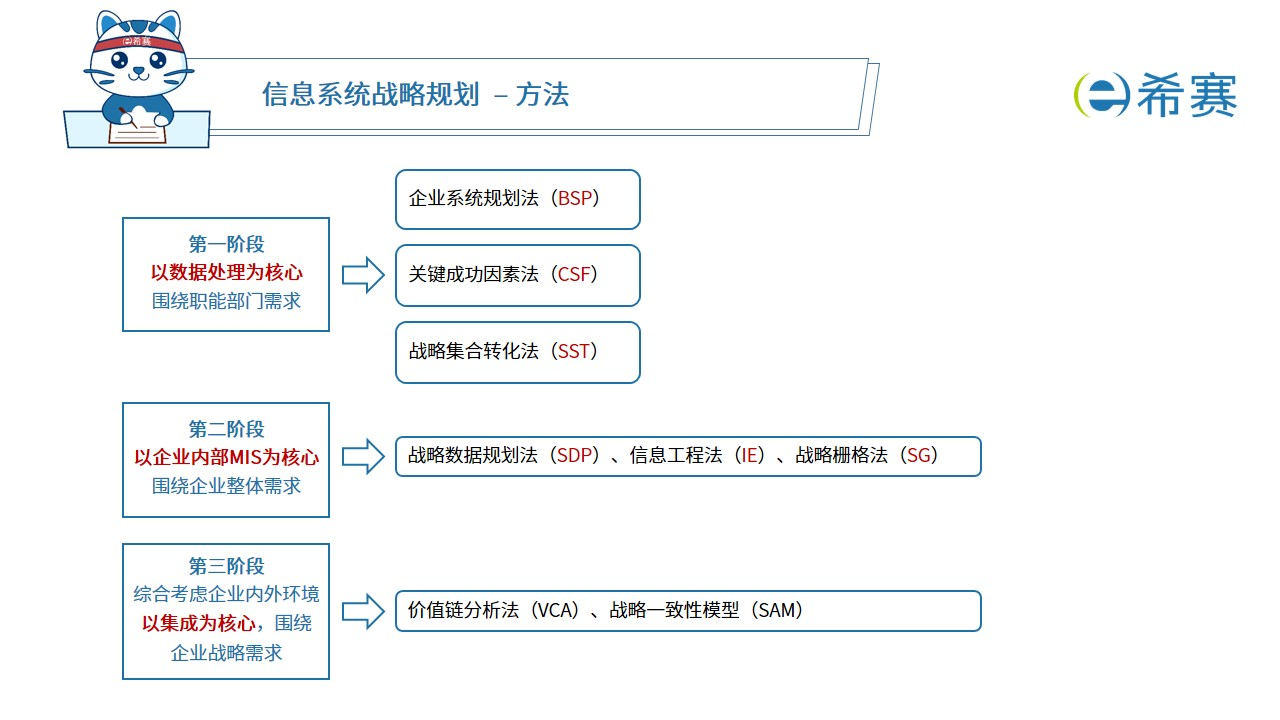 希赛
信息系统战略规划 – 方法
e希赛
第一阶段
以数据处理为核心
围绕职能部门需求
企业系统规划法（BSP）
关键成功因素法（CSF）
战略集合转化法（SST）
第二阶段
以企业内部MIS为核心
围绕企业整体需求
战略数据规划法（SDP）、信息工程法（IE）、战略栅格法（SG）
第三阶段
综合考虑企业内外环境
以集成为核心，围绕
企业战略需求
价值链分析法（VCA）、战略一致性模型（SAM）